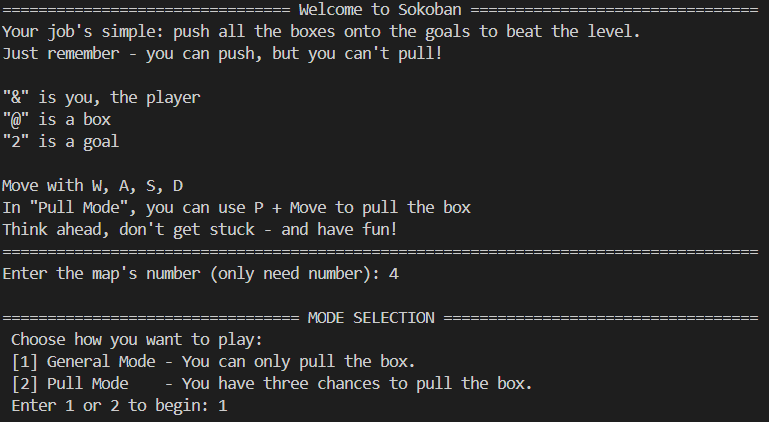 ================================ Welcome to Sokoban ================================
Your job's simple: push all the boxes onto the goals to beat the level.
Just remember - you can push, but you can't pull!
"&" is you, the player
"@" is a box
"2" is a goal
Move with W, A, S, D
In "Pull Mode", you can use P + Move to pull the box
Think ahead, don't get stuck - and have fun!
====================================================================================
Enter the map's number (only need number): 4
================================= MODE SELECTION ===================================
Choose how you want to play:
[1] General Mode - You can only pull the box.
[2] Pull Mode    - You have three chances to pull the box.
Enter 1 or 2 to begin: 1